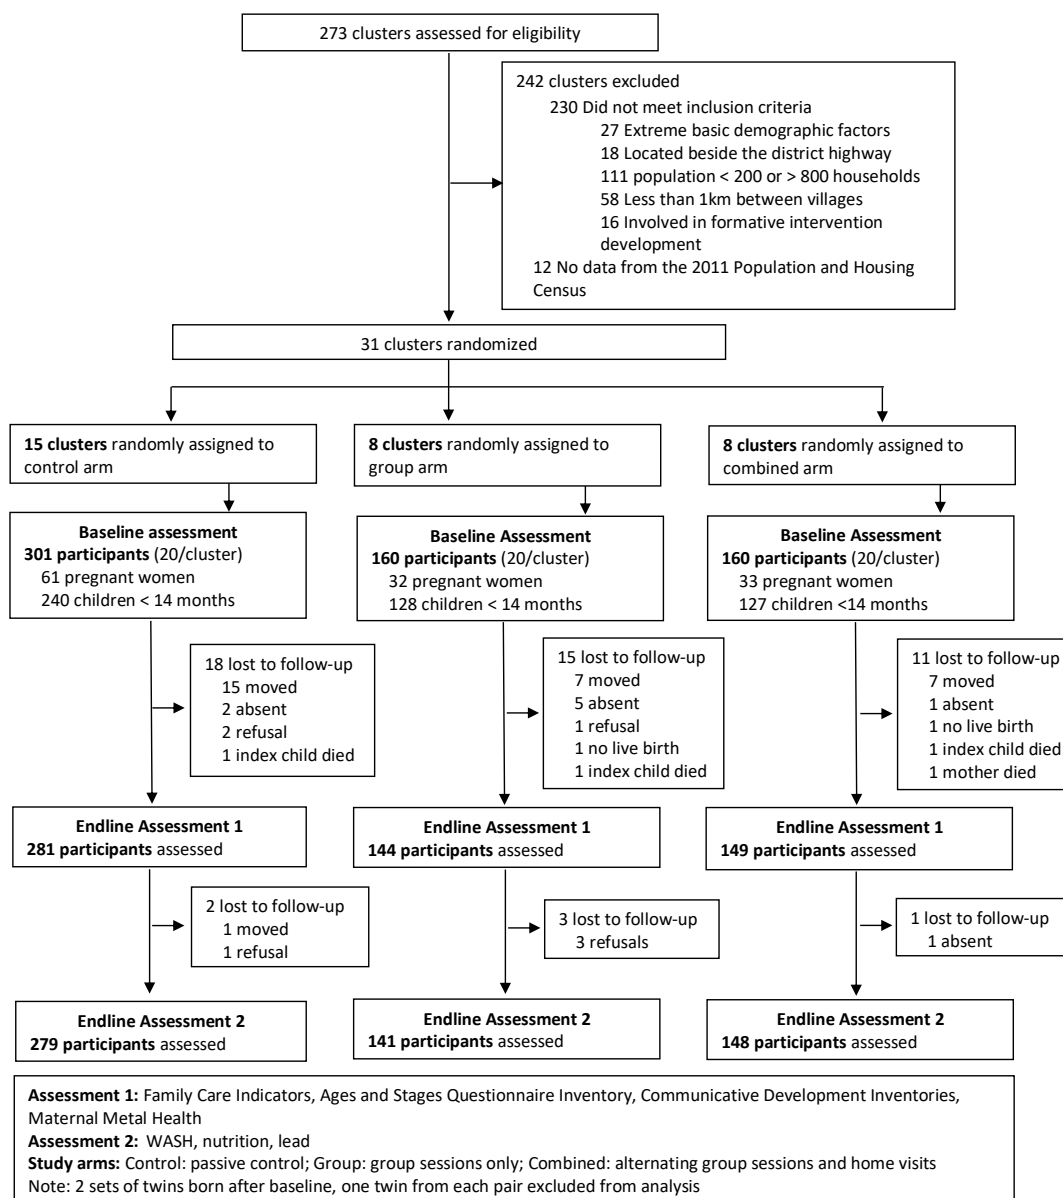 273 clusters assessed for eligibility
242 clusters excluded
230 Did not meet inclusion criteria
27 Extreme basic demographic factors
18 Located beside the district highway
111 population < 200 or > 800 households
58 Less than 1km between villages
16 Involved in formative intervention
development
12 No data from the 2011 Population and Housing
Census
31 clusters randomized
15 clusters randomly assigned to
control arm
8 clusters randomly assigned to
group arm
8 clusters randomly assigned to
combined arm
Baseline assessment
301 participants (20/cluster)
61 pregnant women
240 children < 14 months
Baseline Assessment
160 participants (20/cluster)
32 pregnant women
128 children < 14 months
Baseline Assessment
160 participants (20/cluster)
33 pregnant women
127 children <14 months
18 lost to follow-up
15 moved
2 absent
2 refusal
1 index child died
15 lost to follow-up
7 moved
5 absent
1 refusal
1 no live birth
1 index child died
11 lost to follow-up
7 moved
1 absent
1 no live birth
1 index child died
1 mother died
Endline Assessment 1
281 participants assessed
Endline Assessment 1
144 participants assessed
Endline Assessment 1
149 participants assessed
2 lost to follow-up
1 moved
1 refusal
3 lost to follow-up
3 refusals
1 lost to follow-up
1 absent
Endline Assessment 2
279 participants assessed
Endline Assessment 2
141 participants assessed
Endline Assessment 2
148 participants assessed
Assessment 1: Family Care Indicators, Ages and Stages Questionnaire Inventory, Communicative Development Inventories,
Maternal Metal Health
Assessment 2: WASH, nutrition, lead
Study arms: Control: passive control; Group: group sessions only; Combined: alternating group sessions and home visits
Note: 2 sets of twins born after baseline, one twin from each pair excluded from analysis